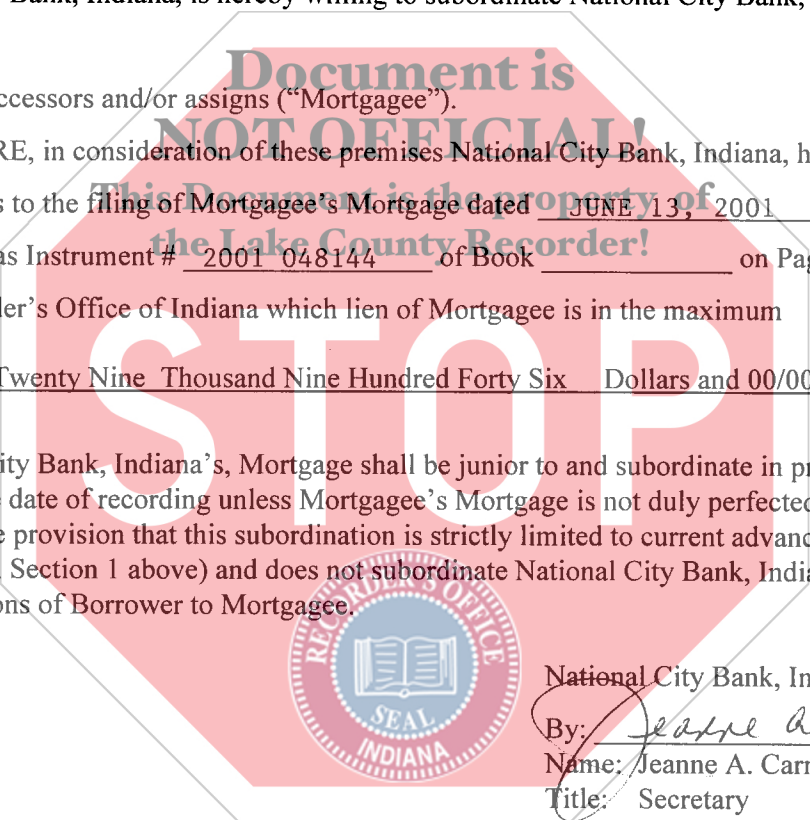 Bank, Indiana, is hereby willing to subordinate National City Bank,
Document is
ccessors and/or assigns (“Mortgagee”).
NOT OFFICIAL!
RE, in consideration of these premises National City Bank, Indiana, h
This Document is the property of
s to the filing of Mortgagee’s Mortgage dated JUNE 13, 2001
the Lake County Recorder!
as Instrument # 2001 048144 of Book on Pag
er’s Office of Indiana which lien of Mortgagee is in the maximum
STOP
Twenty Nine Thousand Nine Hundred Forty Six Dollars and 00/00
ity Bank, Indiana’s, Mortgage shall be junior to and subordinate in pr
date of recording unless Mortgagee’s Mortgage is not duly perfected
e provision that this subordination is strictly limited to current advanc
Section 1 above) and does not subordinate National City Bank, India
ons of Borrower to Mortgagee.
RECORDER'S OFFICE
SEAL
INDIANA
National City Bank, In
By: Jeanne A
Name: Jeanne A. Carr
Title: Secretary